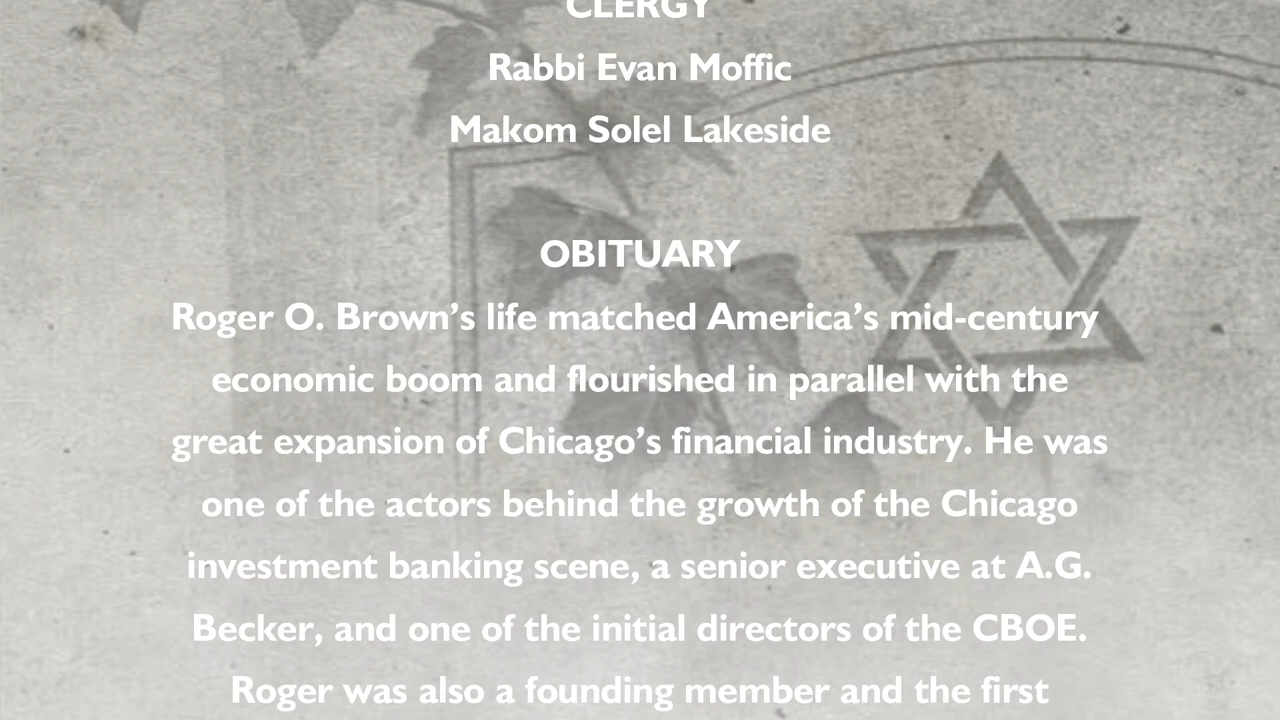 CLERGY
Rabbi Evan Moffic
Makom Solel Lakeside
OBITUARY
Roger O. Brown’s life matched America’s mid-century
economic boom and flourished in parallel with the
great expansion of Chicago’s financial industry. He was
one of the actors behind the growth of the Chicago
investment banking scene, a senior executive at A.G.
Becker, and one of the initial directors of the CBOE.
Roger was also a founding member and the first